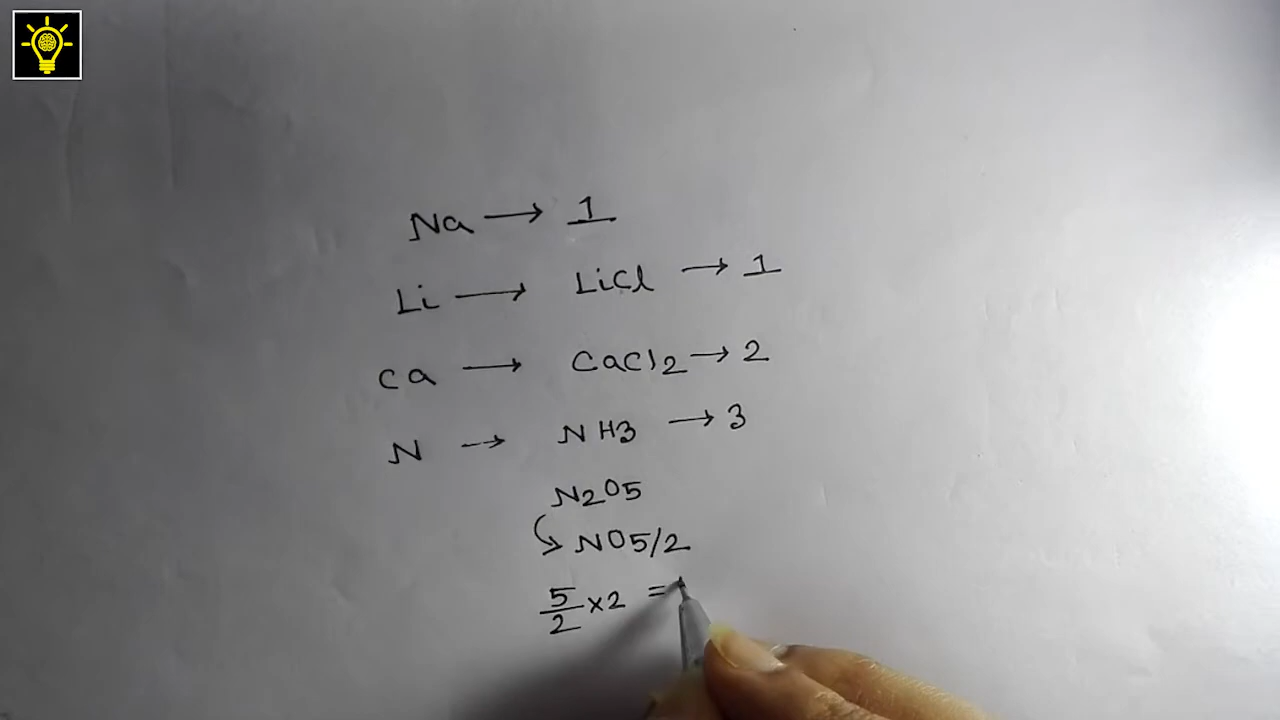 Na → 1
Li → LiCl → 1
Ca → CaCl2 → 2
N → NH3 → 3
N2O5
→ NO5/2
5/2 × 2 =